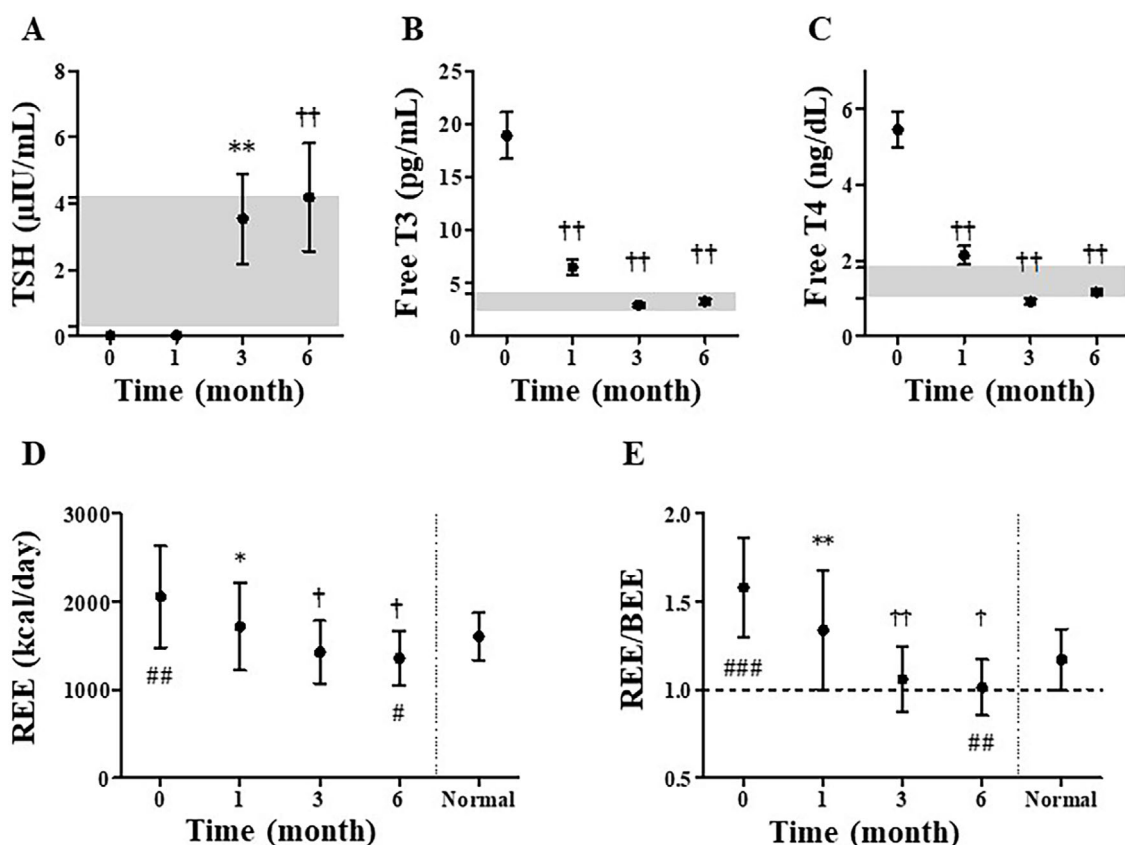 A
TSH (μIU/mL)
8
6
4
2
0
**
††
0 1 3 6
Time (month)
B
Free T3 (pg/mL)
25
20
15
10
5
0
††
††
††
0 1 3 6
Time (month)
C
Free T4 (ng/dL)
6
4
2
0
††
††
††
0 1 3 6
Time (month)
D
REE (kcal/day)
3000
2000
1000
0
*
†
†
##
#
0 1 3 6 Normal
Time (month)
E
REE/BEE
2.0
1.5
1.0
0.5
**
††
†
###
##
0 1 3 6 Normal
Time (month)